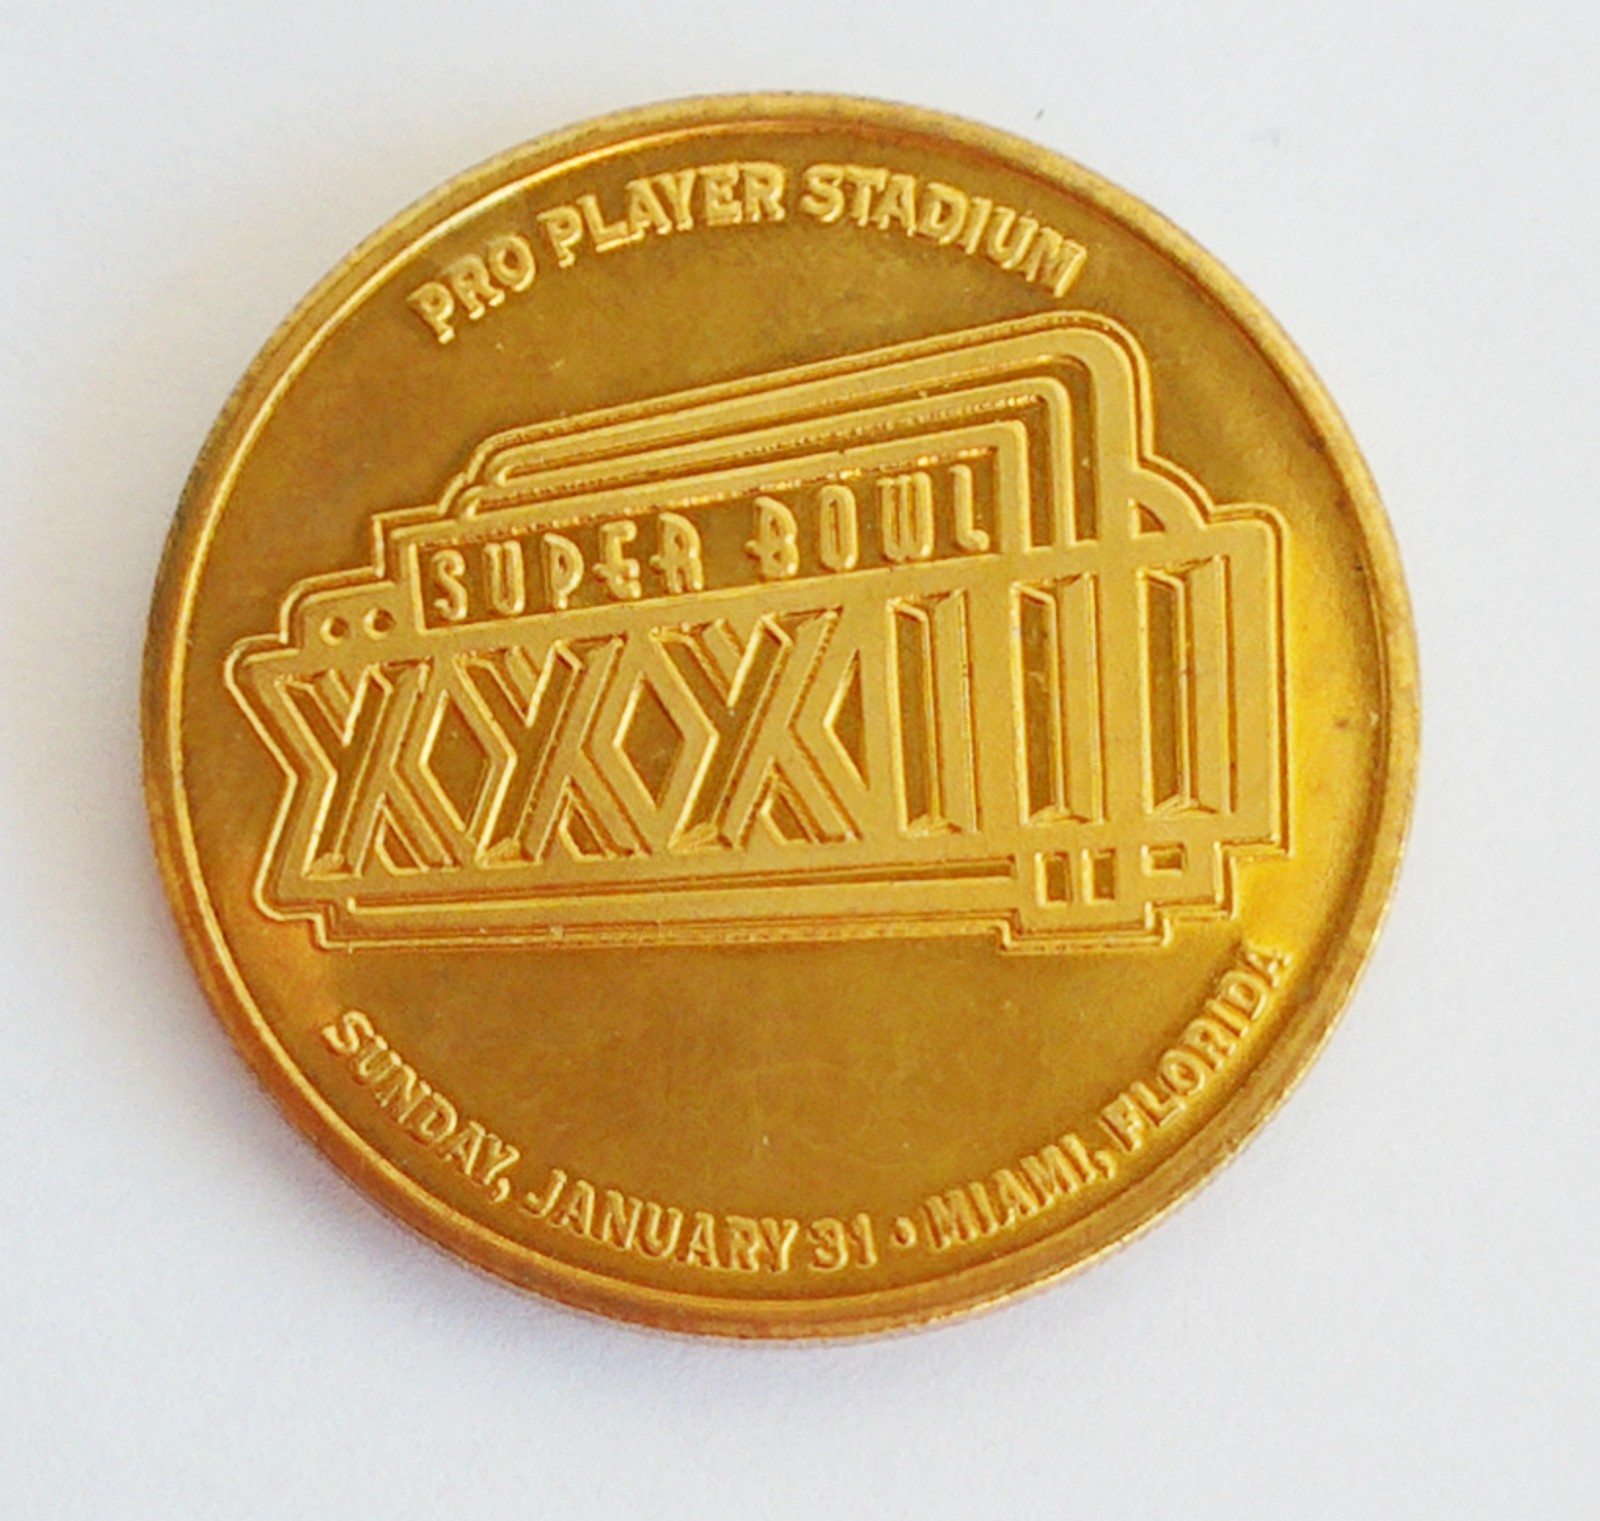 PRO PLAYER STADIUM
SUPER BOWL
XXXIII
SUNDAY, JANUARY 31 • MIAMI, FLORIDA